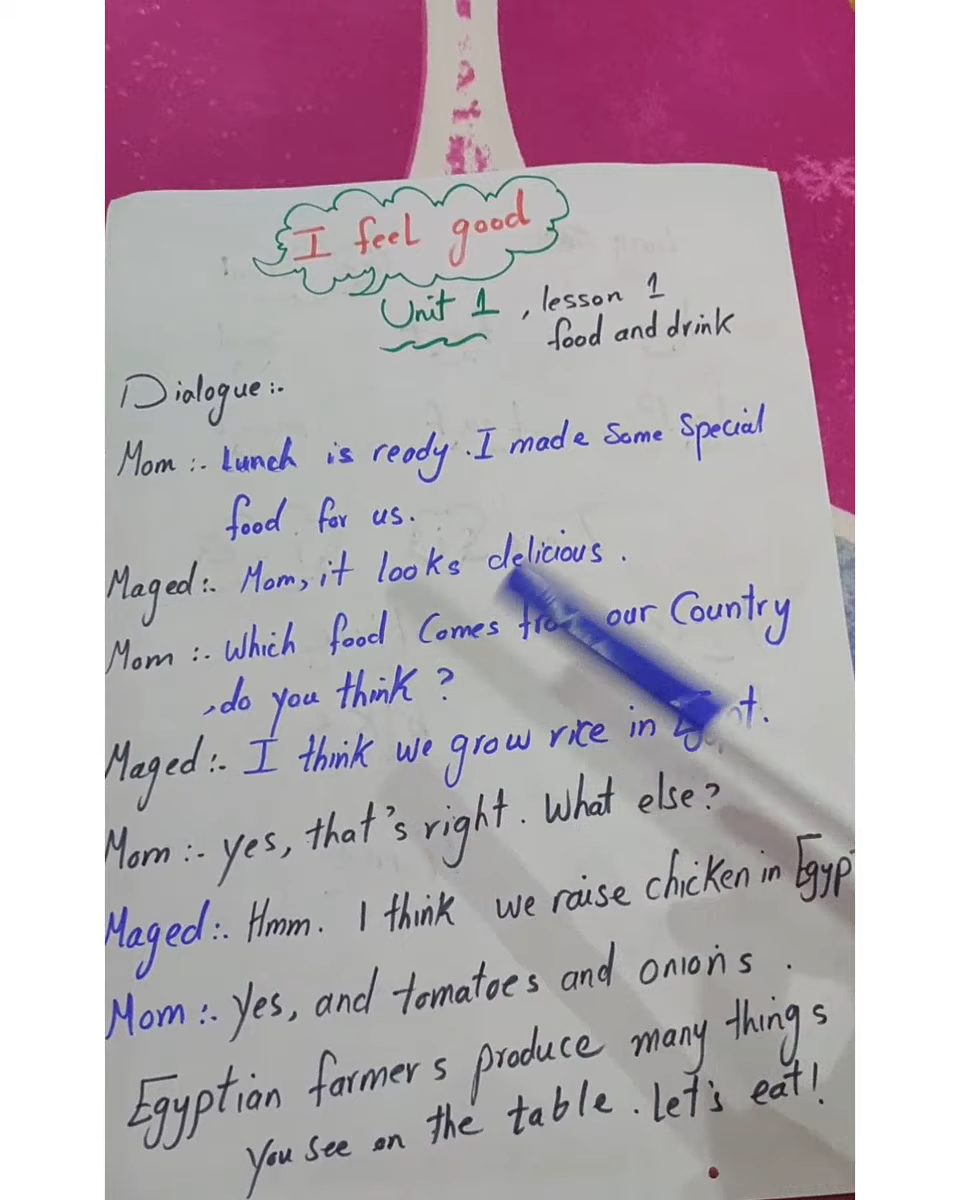 I feel good
Unit 1 , lesson 1
food and drink
Dialogue :-
Mom :- Lunch is ready . I made some special
food for us .
Maged :- Mom, it looks delicious .
Mom :- Which food comes our Country
, do you think ?
Maged :- I think we grow rice in
Mom :- yes, that's right . What else ?
Maged :- Hmm . I think we raise chicken in Egyp
Mom :- Yes, and tomatoes and onions .
Egyptian farmers produce many things
you see on the table . Let's eat !